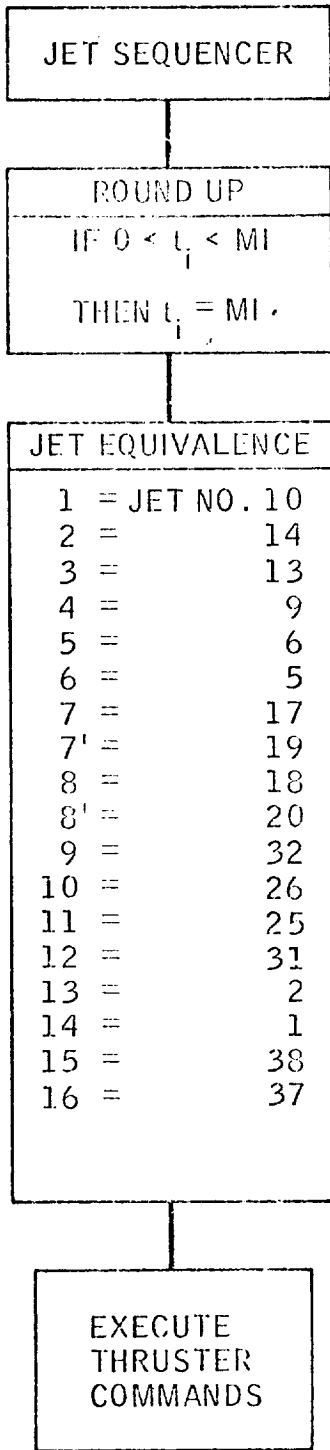 JET SEQUENCER
ROUND UP
IF 0 < t_i < MI
THEN t_i = MI.
JET EQUIVALENCE
1 = JET NO. 10
2 = 14
3 = 13
4 = 9
5 = 6
6 = 5
7 = 17
7' = 19
8 = 18
8' = 20
9 = 32
10 = 26
11 = 25
12 = 31
13 = 2
14 = 1
15 = 38
16 = 37
EXECUTE
THRUSTER
COMMANDS